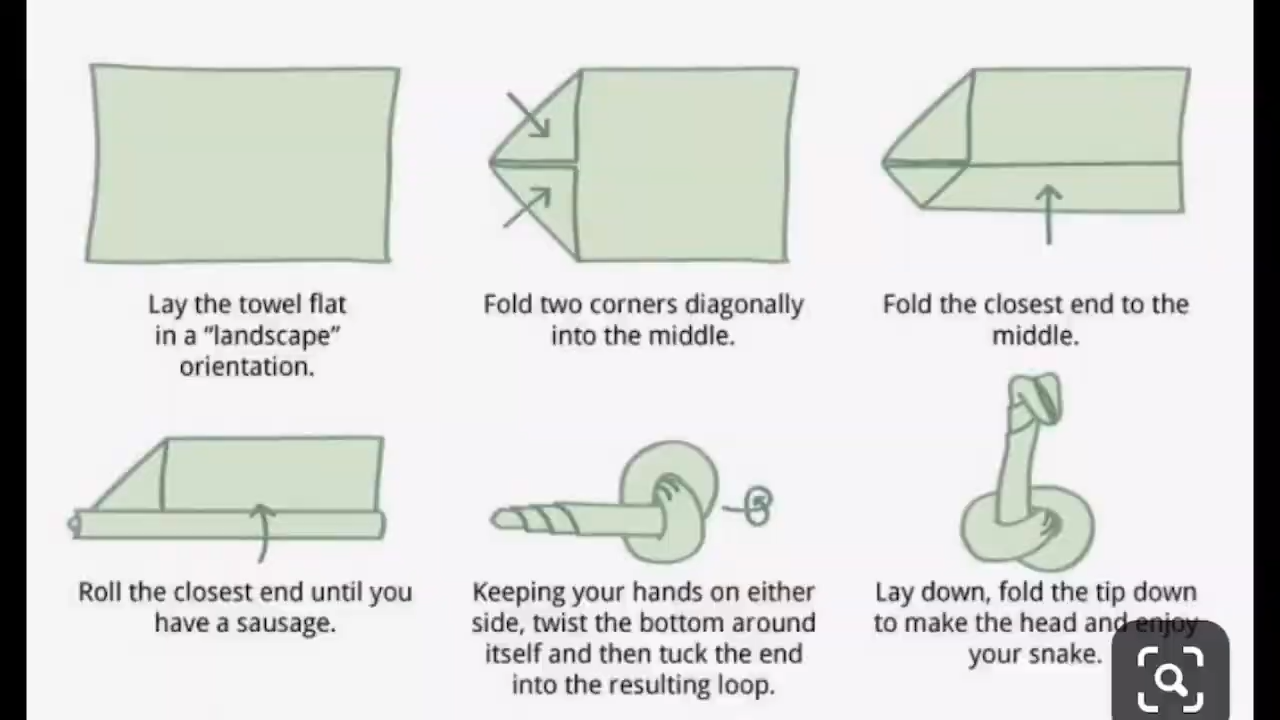 Lay the towel flat
in a “landscape”
orientation.
Fold two corners diagonally
into the middle.
Fold the closest end to the
middle.
Roll the closest end until you
have a sausage.
Keeping your hands on either
side, twist the bottom around
itself and then tuck the end
into the resulting loop.
Lay down, fold the tip down
to make the head and enjoy
your snake.